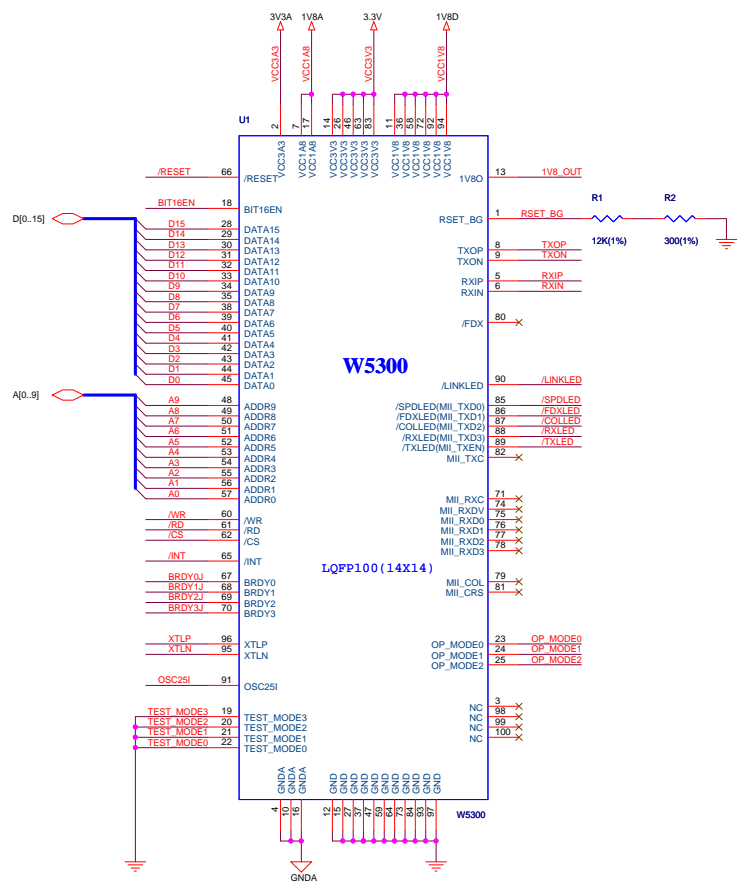 3V3A 1V8A 3.3V 1V8D
VCC3A3 VCC1A8 VCC3V3 VCC1V8
U1
2 7 17 14 26 46 63 83 11 36 58 72 92 94
VCC3A3 VCC1A8 VCC1A8 VCC3V3 VCC3V3 VCC3V3 VCC3V3 VCC3V3 VCC1V8 VCC1V8 VCC1V8 VCC1V8 VCC1V8 VCC1V8
/RESET 66 /RESET
BIT16EN 18 BIT16EN
D[0..15]
D15 28 DATA15
D14 29 DATA14
D13 30 DATA13
D12 31 DATA12
D11 32 DATA11
D10 33 DATA10
D9 34 DATA9
D8 35 DATA8
D7 38 DATA7
D6 39 DATA6
D5 40 DATA5
D4 41 DATA4
D3 42 DATA3
D2 43 DATA2
D1 44 DATA1
D0 45 DATA0
A[0..9]
A9 48 ADDR9
A8 49 ADDR8
A7 50 ADDR7
A6 51 ADDR6
A5 52 ADDR5
A4 53 ADDR4
A3 54 ADDR3
A2 55 ADDR2
A1 56 ADDR1
A0 57 ADDR0
/WR 60 /WR
/RD 61 /RD
/CS 62 /CS
/INT 65 /INT
BRDY0J 67 BRDY0
BRDY1J 68 BRDY1
BRDY2J 69 BRDY2
BRDY3J 70 BRDY3
XTLP 96 XTLP
XTLN 95 XTLN
OSC25I 91 OSC25I
TEST_MODE3 19 TEST_MODE3
TEST_MODE2 20 TEST_MODE2
TEST_MODE1 21 TEST_MODE1
TEST_MODE0 22 TEST_MODE0
W5300
LQFP100(14X14)
1V8O 13 1V8_OUT
RSET_BG 1 RSET_BG
R1 R2
12K(1%) 300(1%)
TXOP 8 TXOP
TXON 9 TXON
RXIP 5 RXIP
RXIN 6 RXIN
/FDX 80
/LINKLED 90 /LINKLED
/SPDLED(MII_TXD0) 85 /SPDLED
/FDXLED(MII_TXD1) 86 /FDXLED
/COLLED(MII_TXD2) 87 /COLLED
/RXLED(MII_TXD3) 88 /RXLED
/TXLED(MII_TXEN) 89 /TXLED
MII_TXC 82
MII_RXC 71
MII_RXDV 74
MII_RXD0 75
MII_RXD1 76
MII_RXD2 77
MII_RXD3 78
MII_COL 79
MII_CRS 81
OP_MODE0 23 OP_MODE0
OP_MODE1 24 OP_MODE1
OP_MODE2 25 OP_MODE2
NC 3
NC 98
NC 99
NC 100
GNDA GNDA GNDA GND GND GND GND GND GND GND GND GND GND GND
4 10 16 12 15 27 37 47 59 64 73 84 93 97
W5300
GNDA